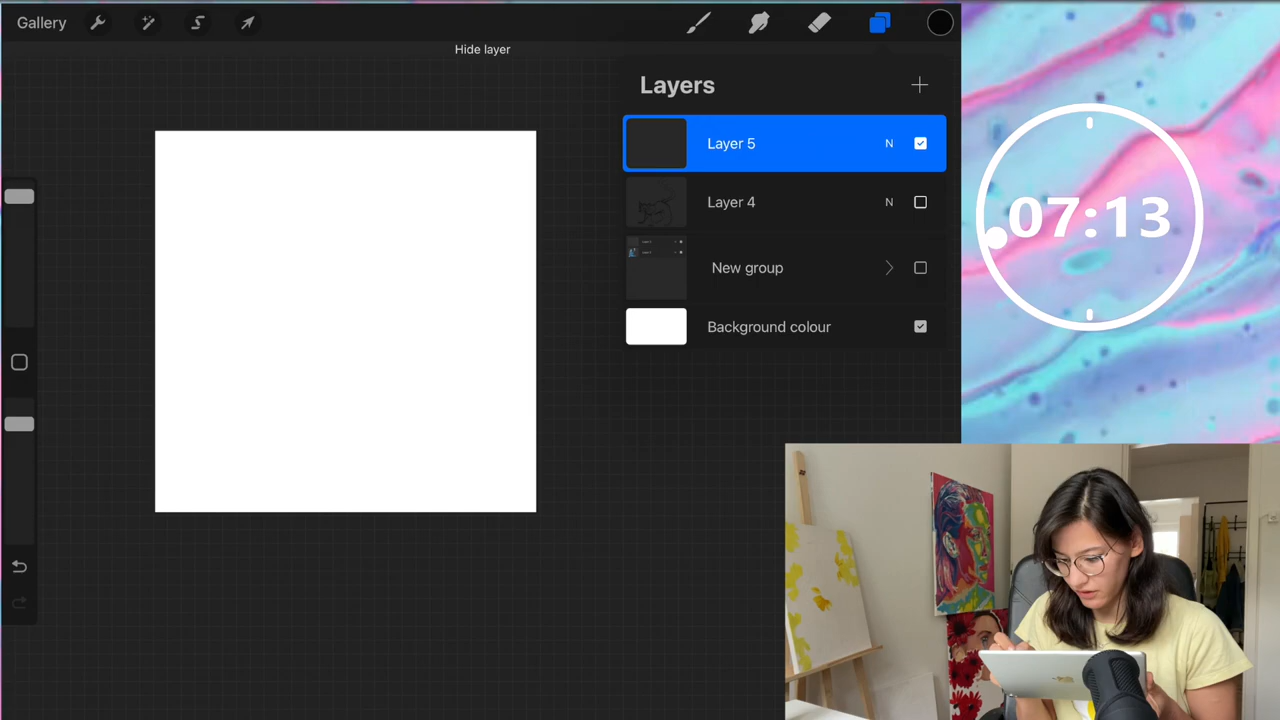 Gallery
Hide layer
Layers
Layer 5 N
Layer 4 N
New group
Background colour
07:13